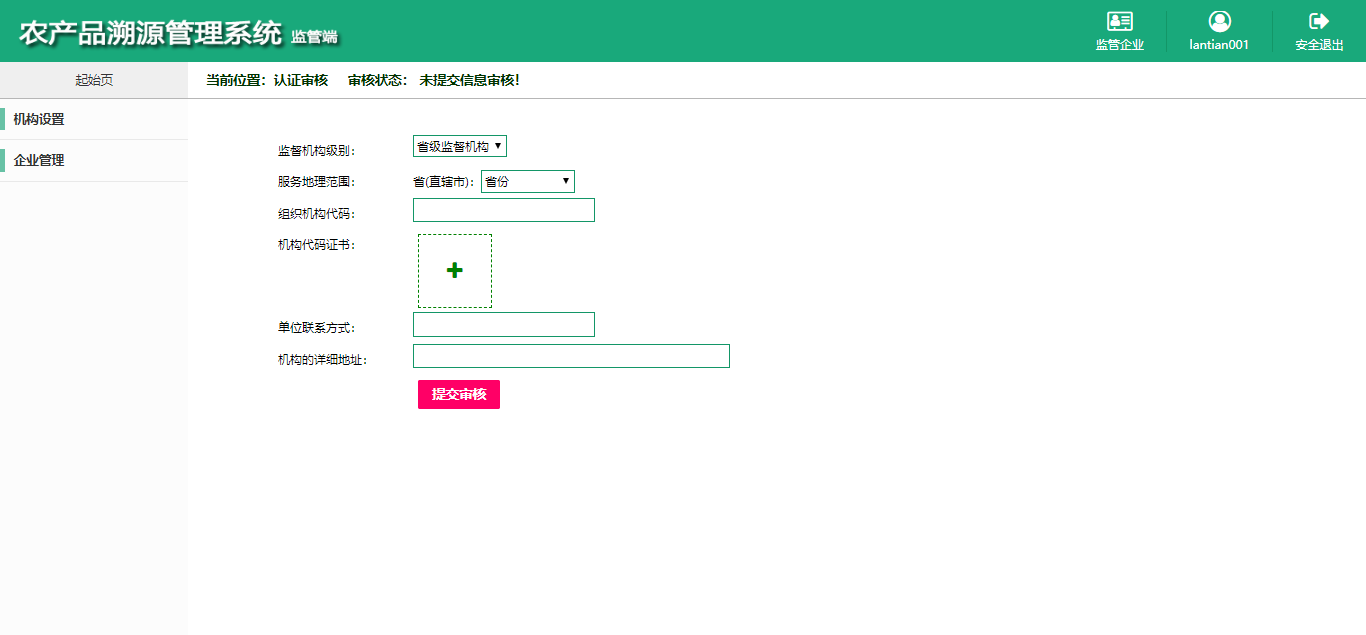 农产品溯源管理系统 监管端
监管企业
lantian001
安全退出
起始页
当前位置：认证审核 审核状态： 未提交信息审核！
机构设置
企业管理
监督机构级别：
省级监督机构
服务地理范围：
省(直辖市)：
省份
组织机构代码：
机构代码证书：
单位联系方式：
机构的详细地址：
提交审核